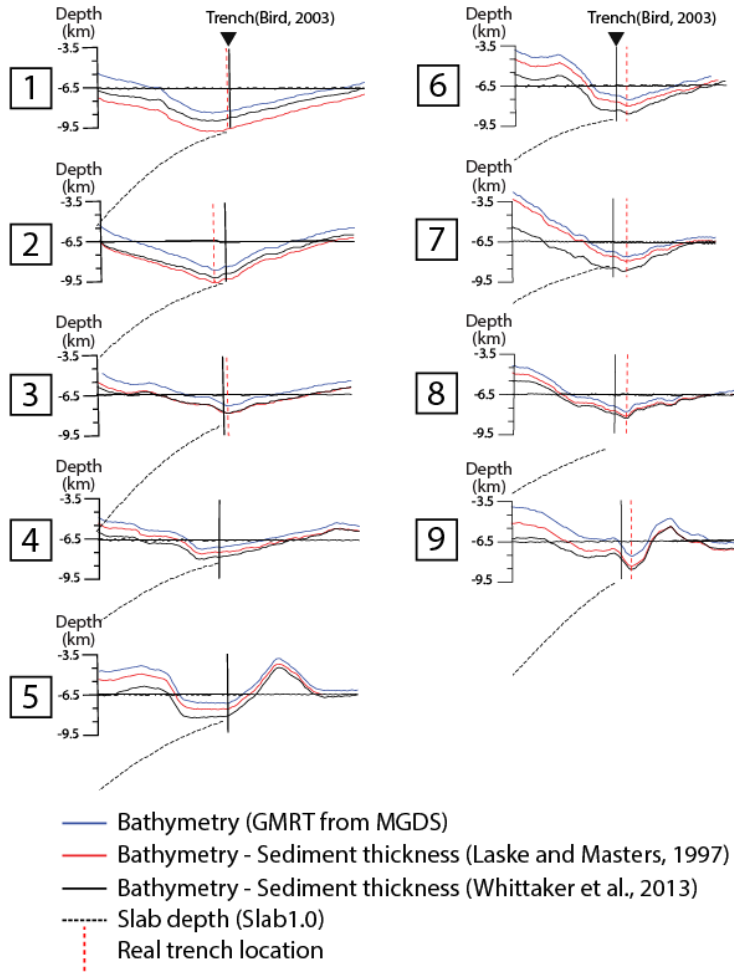 Trench(Bird, 2003)
Depth
(km)
-3.5
-6.5
-9.5
1
Depth
(km)
-3.5
-6.5
-9.5
2
Depth
(km)
-3.5
-6.5
-9.5
3
Depth
(km)
-3.5
-6.5
-9.5
4
Depth
(km)
-3.5
-6.5
-9.5
5
Trench(Bird, 2003)
Depth
(km)
-3.5
-6.5
-9.5
6
Depth
(km)
-3.5
-6.5
-9.5
7
Depth
(km)
-3.5
-6.5
-9.5
8
Depth
(km)
-3.5
-6.5
-9.5
9
Bathymetry (GMRT from MGDS)
Bathymetry - Sediment thickness (Laske and Masters, 1997)
Bathymetry - Sediment thickness (Whittaker et al., 2013)
Slab depth (Slab1.0)
Real trench location